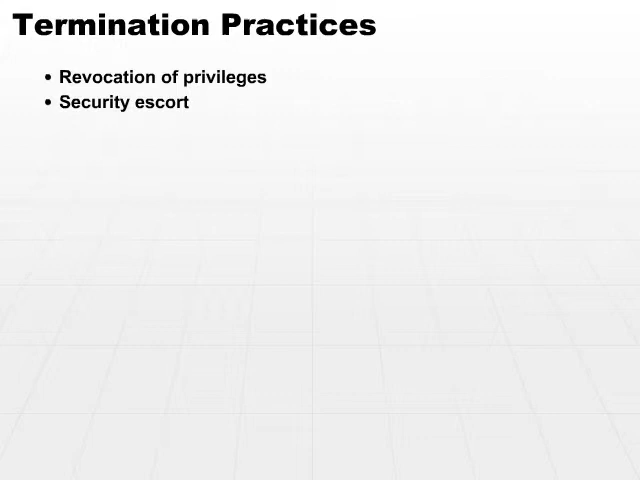 Termination Practices
• Revocation of privileges
• Security escort